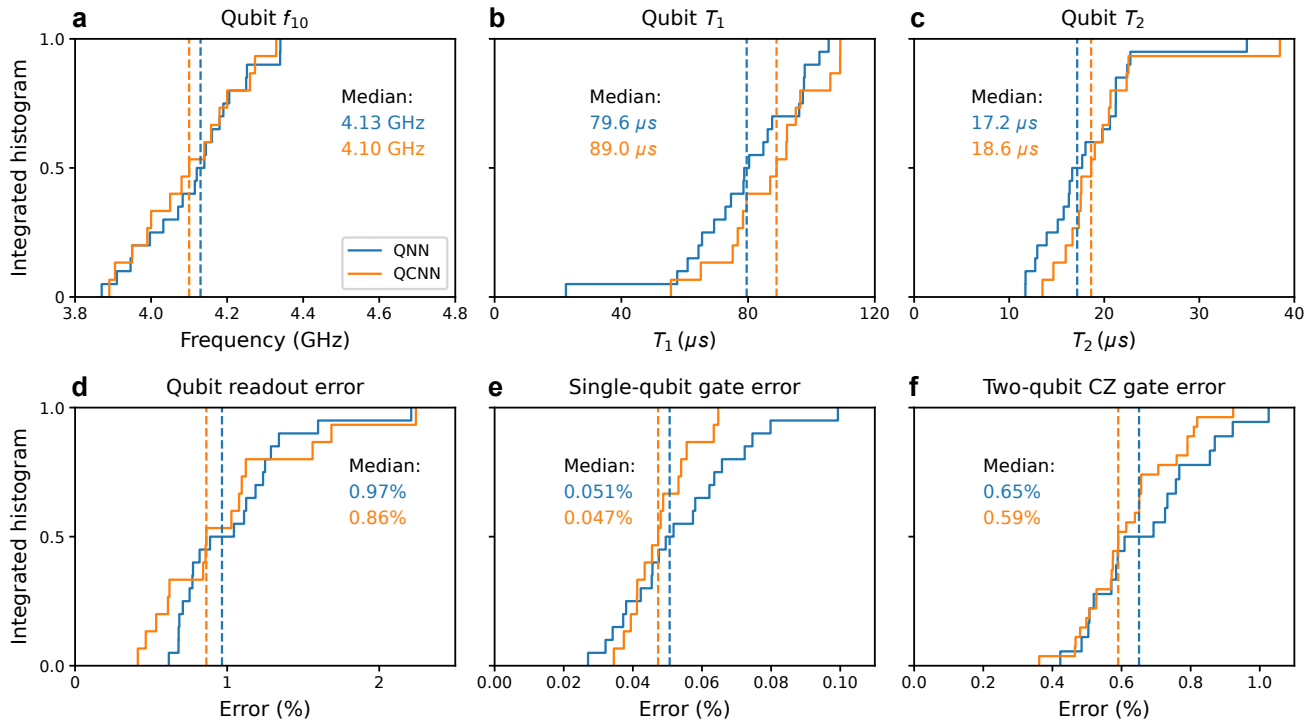 a
Qubit f10
Integrated histogram
1.0
0.5
0
3.8
4.0
4.2
4.4
4.6
4.8
Frequency (GHz)
Median:
4.13 GHz
4.10 GHz
QNN
QCNN
b
Qubit T1
0
40
80
120
T1 (μs)
Median:
79.6 μs
89.0 μs
c
Qubit T2
0
10
20
30
40
T2 (μs)
Median:
17.2 μs
18.6 μs
d
Qubit readout error
Integrated histogram
1.0
0.5
0.0
0
1
2
Error (%)
Median:
0.97%
0.86%
e
Single-qubit gate error
0.00
0.02
0.04
0.06
0.08
0.10
Error (%)
Median:
0.051%
0.047%
f
Two-qubit CZ gate error
0.0
0.2
0.4
0.6
0.8
1.0
Error (%)
Median:
0.65%
0.59%